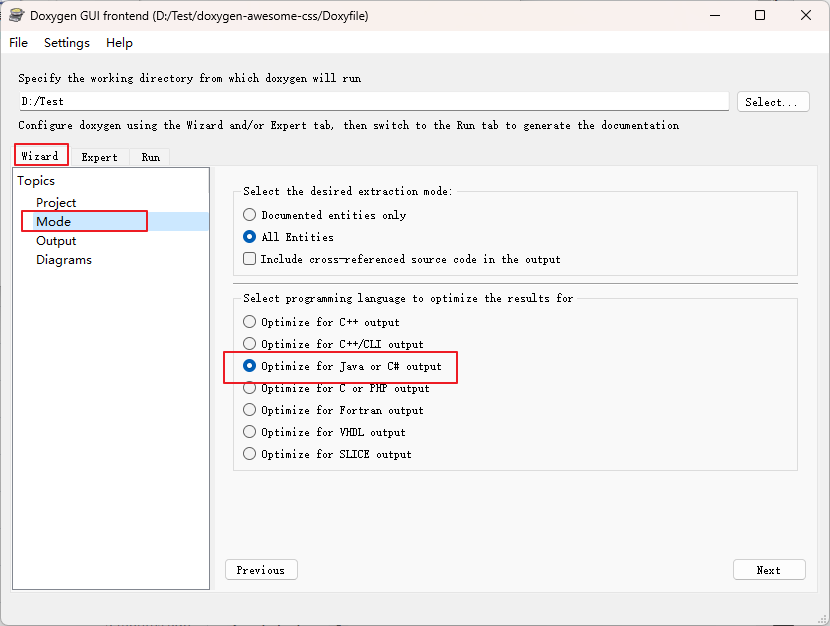 Doxygen GUI frontend (D:/Test/doxygen-awesome-css/Doxyfile)
File Settings Help
Specify the working directory from which doxygen will run
D:/Test Select...
Configure doxygen using the Wizard and/or Expert tab, then switch to the Run tab to generate the documentation
Wizard Expert Run
Topics
Project
Mode
Output
Diagrams
Select the desired extraction mode:
Documented entities only
All Entities
Include cross-referenced source code in the output
Select programming language to optimize the results for
Optimize for C++ output
Optimize for C++/CLI output
Optimize for Java or C# output
Optimize for C or PHP output
Optimize for Fortran output
Optimize for VHDL output
Optimize for SLICE output
Previous Next